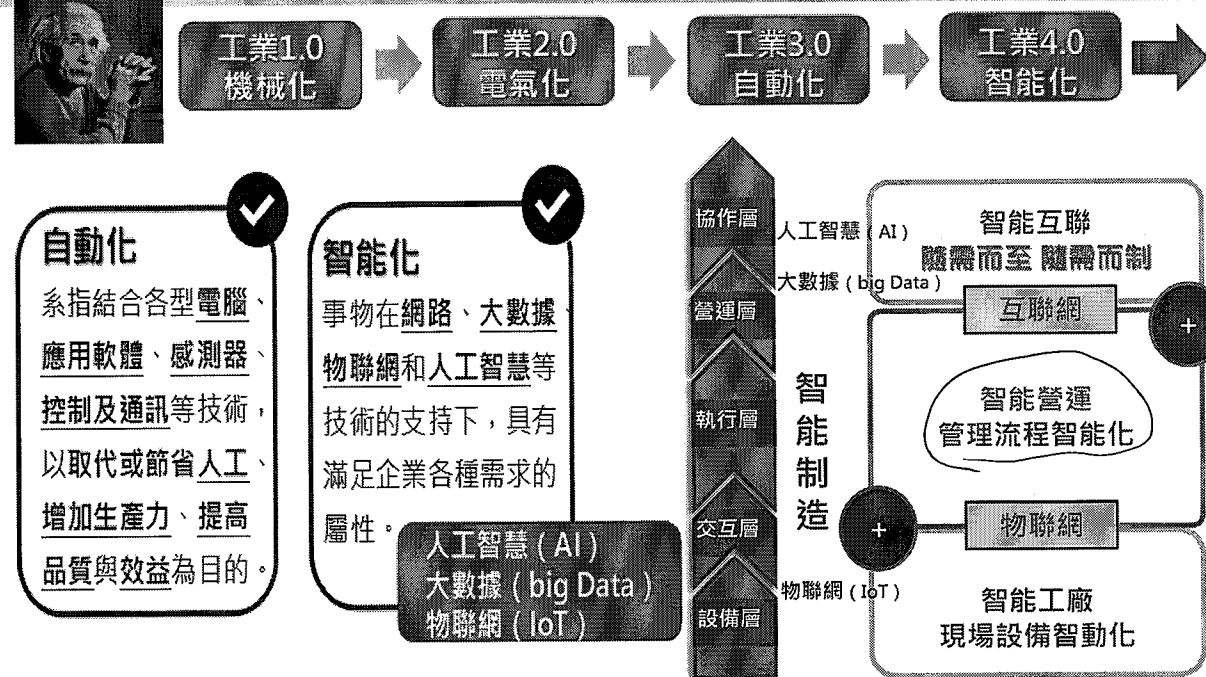 工業1.0
機械化
工業2.0
電氣化
工業3.0
自動化
工業4.0
智能化
自動化
系指結合各型電腦、
應用軟體、感測器、
控制及通訊等技術，
以取代或節省人工、
增加生產力、提高
品質與效益為目的。
智能化
事物在網路、大數據、
物聯網和人工智慧等
技術的支持下，具有
滿足企業各種需求的
屬性。
人工智慧（AI）
大數據（big Data）
物聯網（IoT）
協作層
營運層
執行層
交互層
設備層
人工智慧（AI）
大數據（big Data）
物聯網（IoT）
智能制造
智能互聯
隨需而至 隨需而制
互聯網
+
智能營運
管理流程智能化
+
物聯網
智能工廠
現場設備智動化